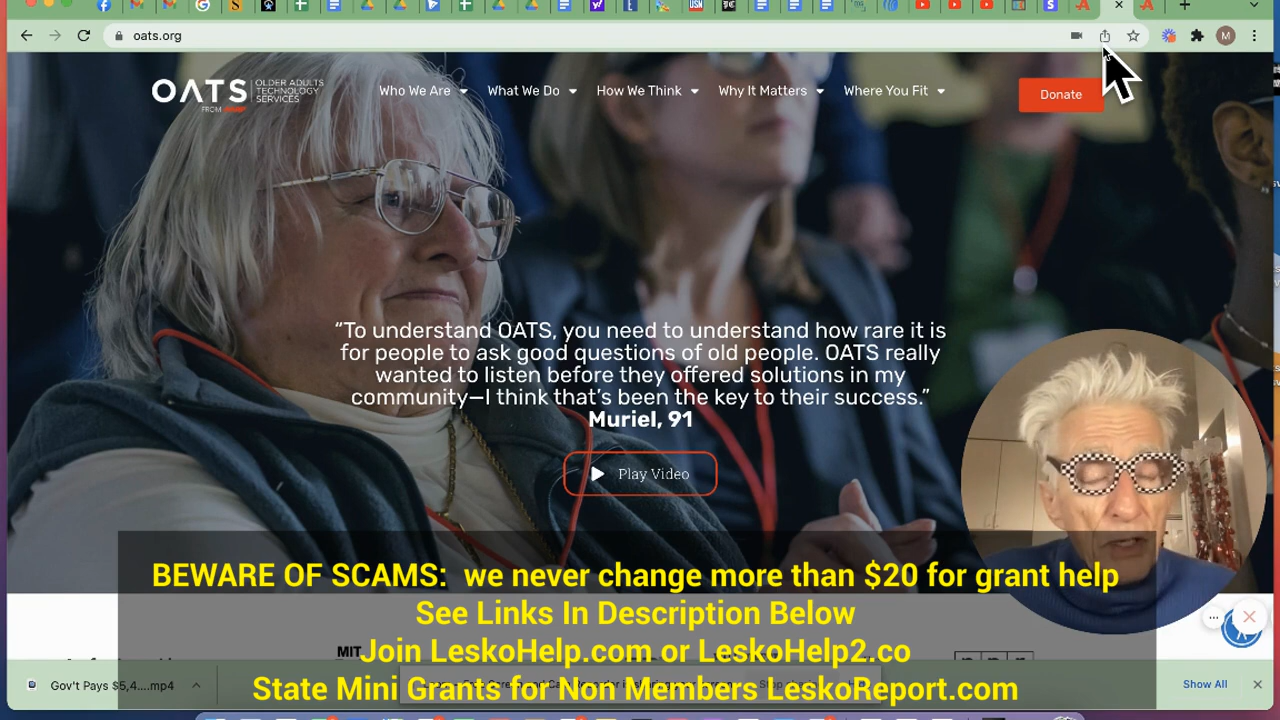 oats.org
M
OATS
OLDER ADULTS
TECHNOLOGY
SERVICES
FROM
Who We Are
What We Do
How We Think
Why It Matters
Where You Fit
Donate
“To understand OATS, you need to understand how rare it is
for people to ask good questions of old people. OATS really
wanted to listen before they offered solutions in my
community—I think that’s been the key to their success.”
Muriel, 91
Play Video
BEWARE OF SCAMS: we never change more than $20 for grant help
See Links In Description Below
MIT
Join LeskoHelp.com or LeskoHelp2.co
Gov't Pays $5,4....mp4
Show All
State Mini Grants for Non Members LeskoReport.com